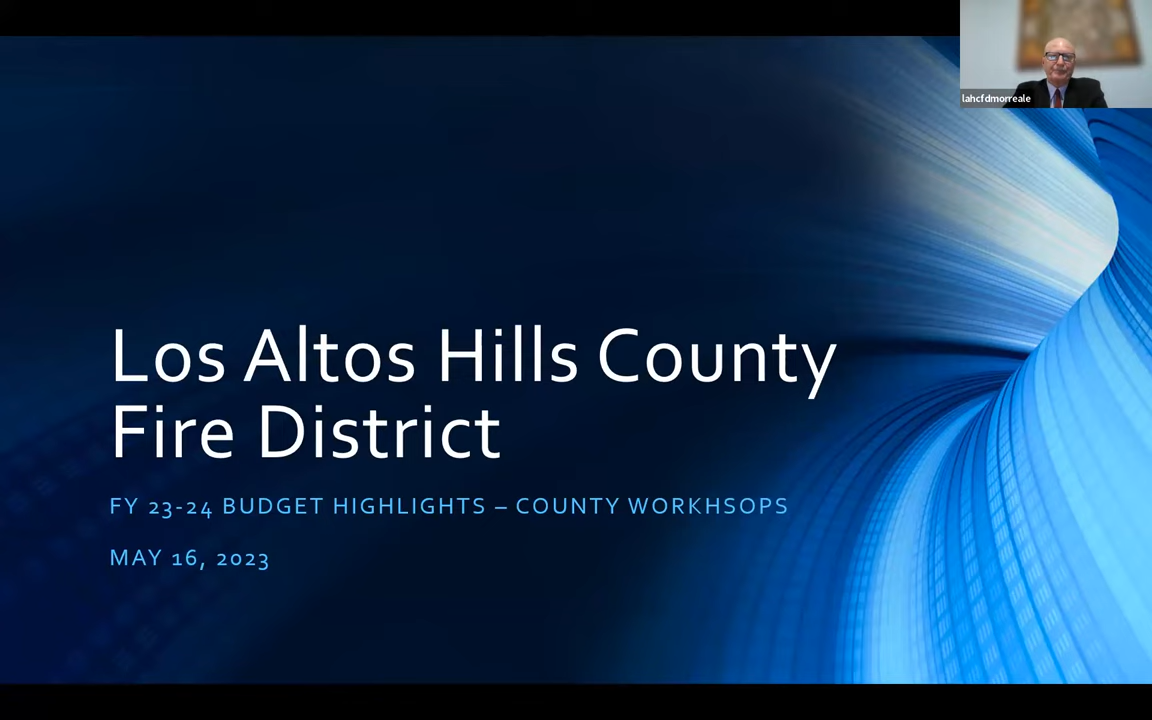 lahcfdmorreale
Los Altos Hills County
Fire District
FY 23-24 BUDGET HIGHLIGHTS – COUNTY WORKHSOPS
MAY 16, 2023